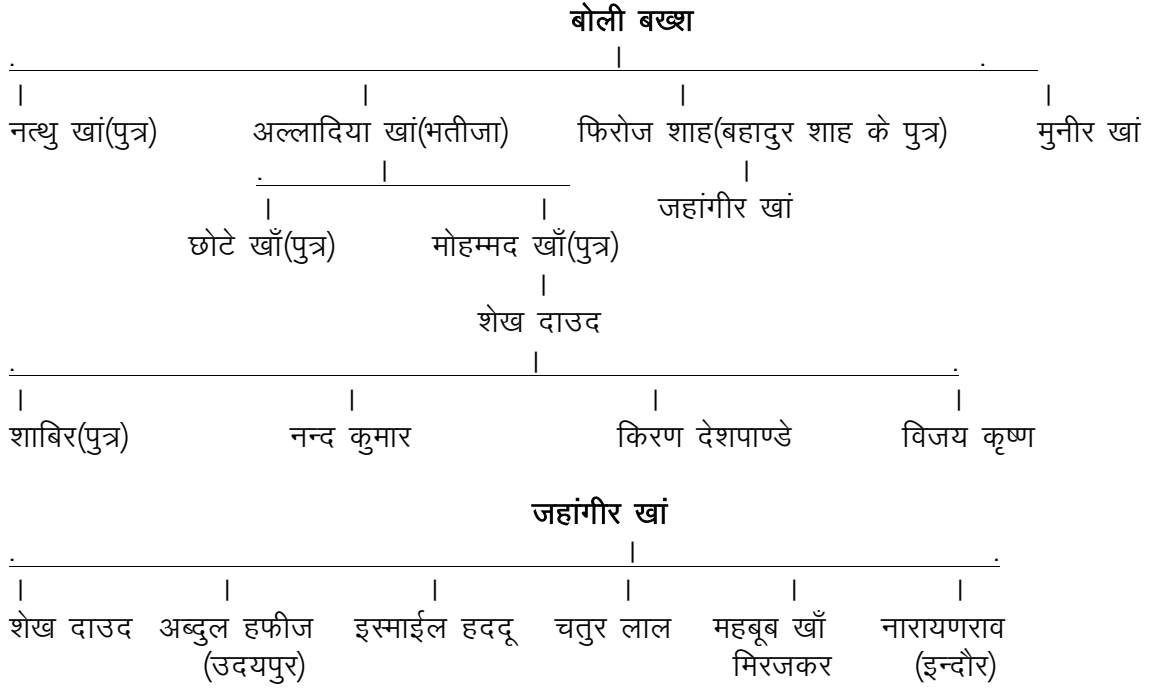 बोली बख्श
नत्थु खां(पुत्र) अल्लादिया खां(भतीजा) फिरोज शाह(बहादुर शाह के पुत्र) मुनीर खां
जहांगीर खां
छोटे खाँ(पुत्र) मोहम्मद खाँ(पुत्र)
शेख दाउद
शाबिर(पुत्र) नन्द कुमार किरण देशपाण्डे विजय कृष्ण
जहांगीर खां
शेख दाउद अब्दुल हफीज इस्माईल हददू चतुर लाल महबूब खाँ नारायणराव
(उदयपुर) मिरजकर (इन्दौर)